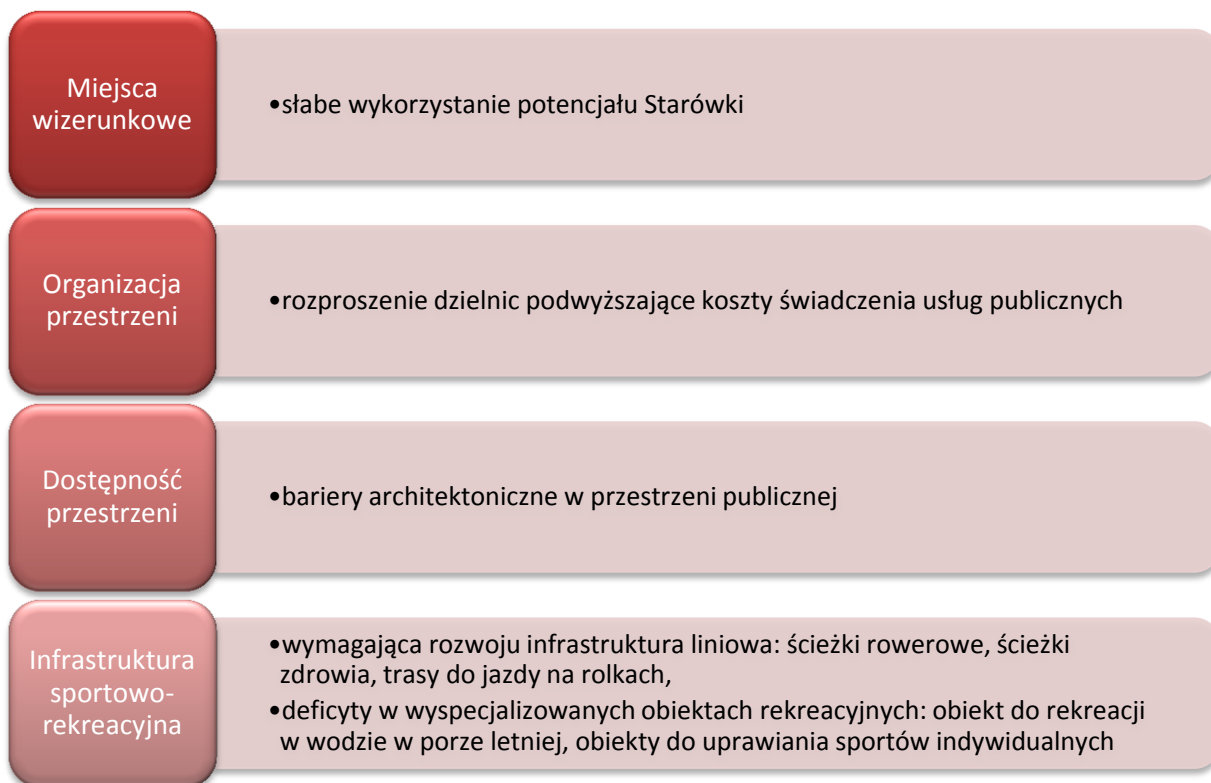 Miejsca
wizerunkowe
•słabe wykorzystanie potencjału Starówki
Organizacja
przestrzeni
•rozproszenie dzielnic podwyższające koszty świadczenia usług publicznych
Dostępność
przestrzeni
•bariery architektoniczne w przestrzeni publicznej
Infrastruktura
sportowo-
rekreacyjna
•wymagająca rozwoju infrastruktura liniowa: ścieżki rowerowe, ścieżki
zdrowia, trasy do jazdy na rolkach,
•deficyty w wyspecjalizowanych obiektach rekreacyjnych: obiekt do rekreacji
w wodzie w porze letniej, obiekty do uprawiania sportów indywidualnych